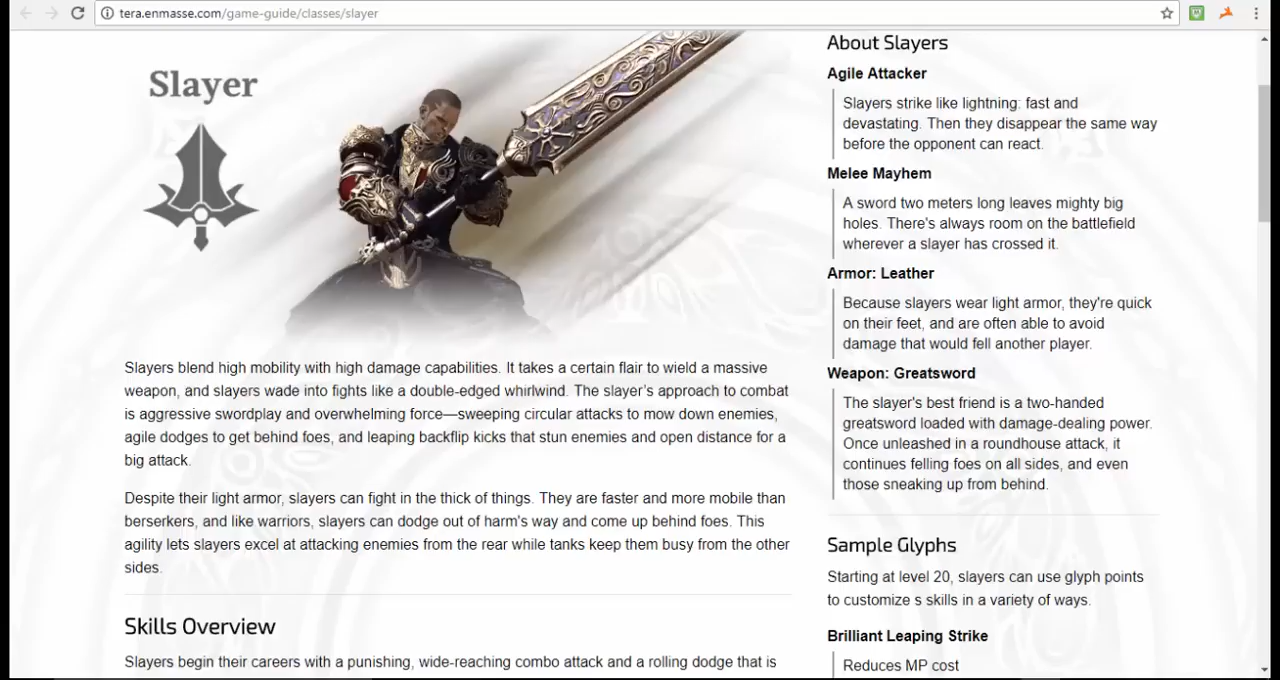 tera.enmasse.com/game-guide/classes/slayer
Slayer
Slayers blend high mobility with high damage capabilities. It takes a certain flair to wield a massive
weapon, and slayers wade into fights like a double-edged whirlwind. The slayer's approach to combat
is aggressive swordplay and overwhelming force—sweeping circular attacks to mow down enemies,
agile dodges to get behind foes, and leaping backflip kicks that stun enemies and open distance for a
big attack.
Despite their light armor, slayers can fight in the thick of things. They are faster and more mobile than
berserkers, and like warriors, slayers can dodge out of harm's way and come up behind foes. This
agility lets slayers excel at attacking enemies from the rear while tanks keep them busy from the other
sides.
Skills Overview
Slayers begin their careers with a punishing, wide-reaching combo attack and a rolling dodge that is
About Slayers
Agile Attacker
Slayers strike like lightning: fast and
devastating. Then they disappear the same way
before the opponent can react.
Melee Mayhem
A sword two meters long leaves mighty big
holes. There's always room on the battlefield
wherever a slayer has crossed it.
Armor: Leather
Because slayers wear light armor, they're quick
on their feet, and are often able to avoid
damage that would fell another player.
Weapon: Greatsword
The slayer's best friend is a two-handed
greatsword loaded with damage-dealing power.
Once unleashed in a roundhouse attack, it
continues felling foes on all sides, and even
those sneaking up from behind.
Sample Glyphs
Starting at level 20, slayers can use glyph points
to customize s skills in a variety of ways.
Brilliant Leaping Strike
Reduces MP cost